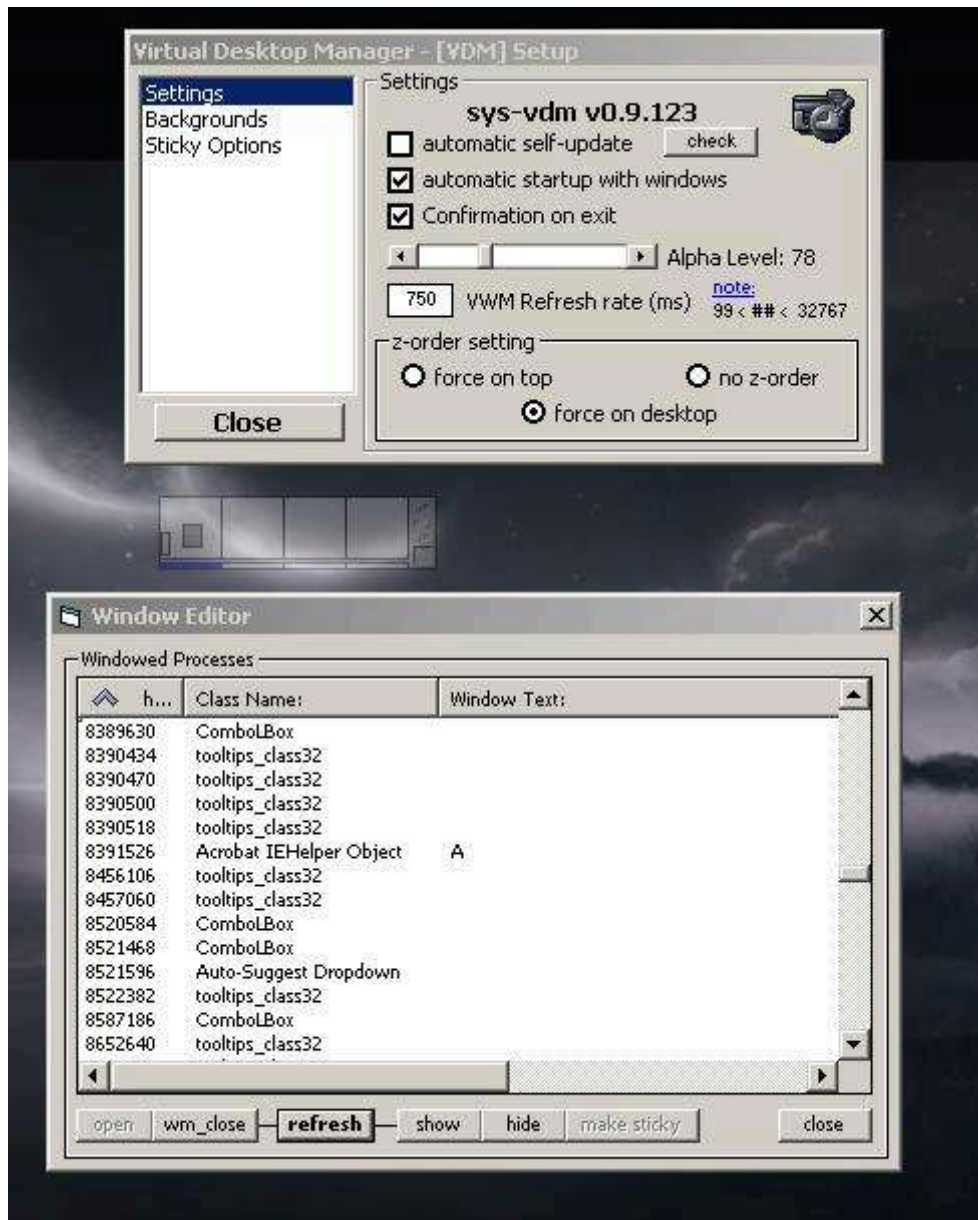 Virtual Desktop Manager - [VDM] Setup
Settings
Backgrounds
Sticky Options
Close
Settings
sys-vdm v0.9.123
automatic self-update check
automatic startup with windows
Confirmation on exit
Alpha Level: 78
750 VWM Refresh rate (ms) note:
99 < ## < 32767
z-order setting
force on top no z-order
force on desktop
Window Editor
Windowed Processes
h... Class Name: Window Text:
8389630 ComboLBox
8390434 tooltips_class32
8390470 tooltips_class32
8390500 tooltips_class32
8390518 tooltips_class32
8391526 Acrobat IEHelper Object A
8456106 tooltips_class32
8457060 tooltips_class32
8520584 ComboLBox
8521468 ComboLBox
8521596 Auto-Suggest Dropdown
8522382 tooltips_class32
8587186 ComboLBox
8652640 tooltips_class32
open wm_close refresh show hide make sticky close